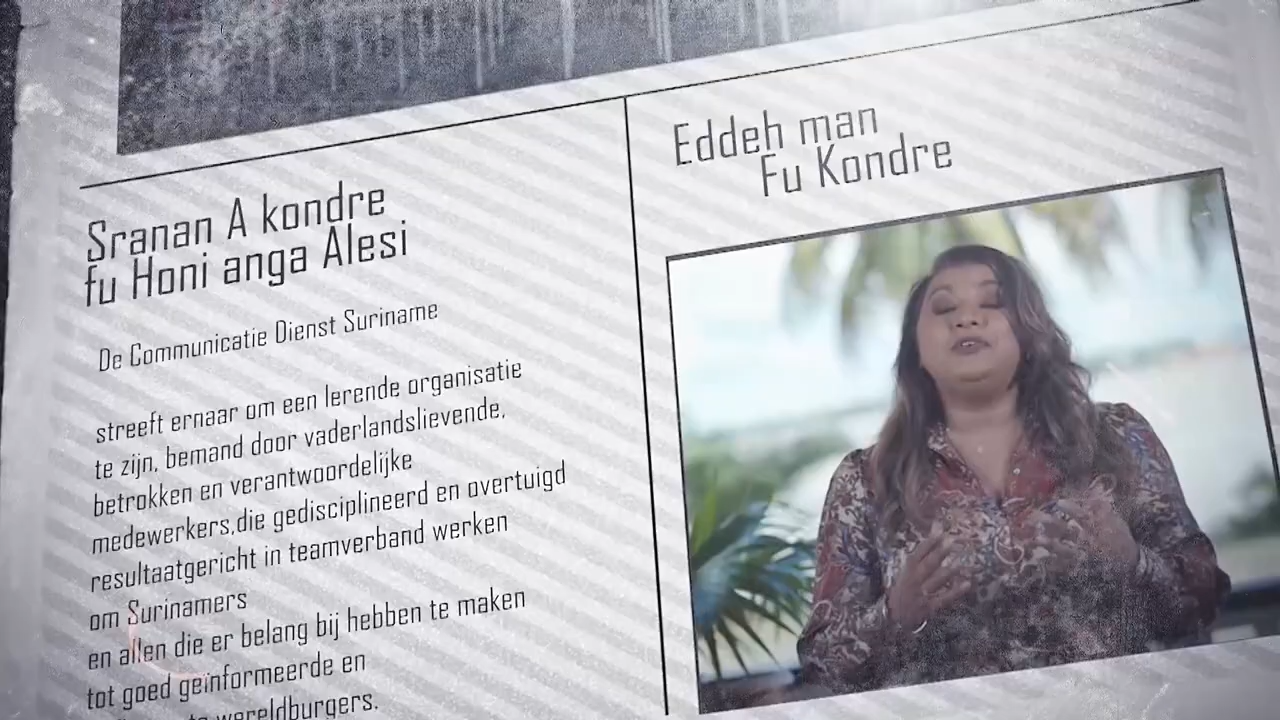 Sranan A kondre
fu Honi anga Alesi
De Communicatie Dienst Suriname
streeft ernaar om een lerende organisatie
te zijn, bemand door vaderlandslievende,
betrokken en verantwoordelijke
medewerkers,die gedisciplineerd en overtuigd
resultaatgericht in teamverband werken
om Surinamers
en allen die er belang bij hebben te maken
tot goed geïnformeerde en
wereldburgers.
Eddeh man
Fu Kondre